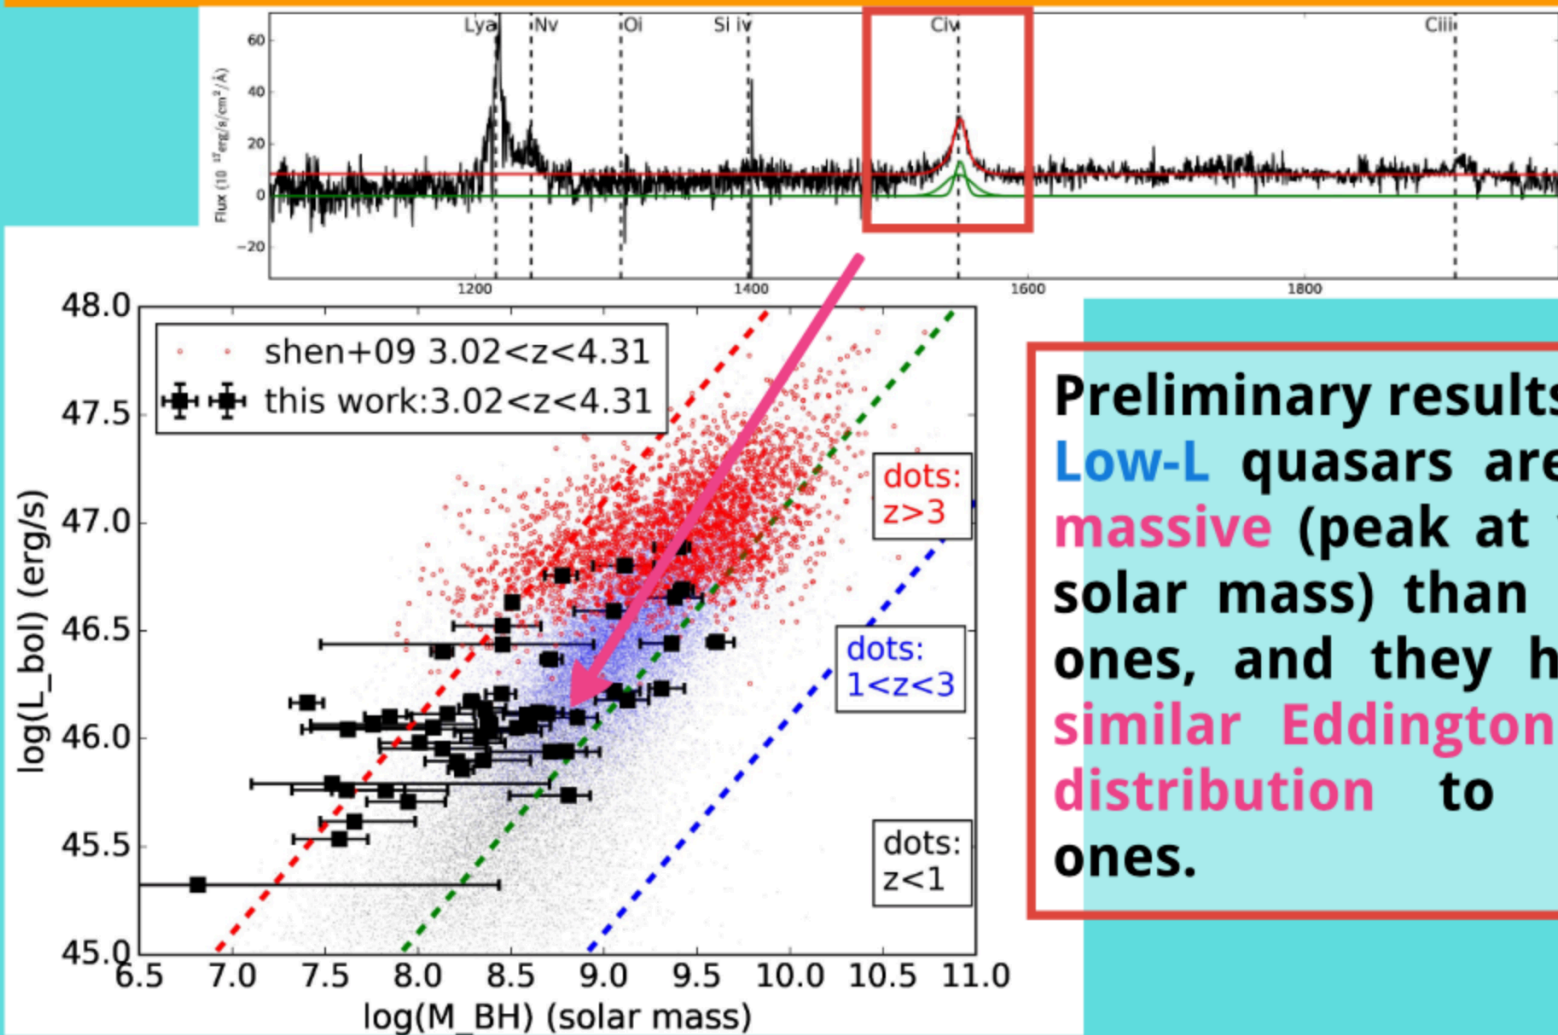 Lya Nv Oi Si iv Civ Ciii
60
40
20
0
−20
Flux (10 17erg/s/cm²/Å)
1200 1400 1600 1800
48.0
47.5
47.0
46.5
46.0
45.5
45.0
log(L_bol) (erg/s)
shen+09 3.02<z<4.31
this work:3.02<z<4.31
dots:
z>3
dots:
1<z<3
dots:
z<1
6.5 7.0 7.5 8.0 8.5 9.0 9.5 10.0 10.5 11.0
log(M_BH) (solar mass)
Preliminary results
Low-L quasars are
massive (peak at
solar mass) than
ones, and they
similar Eddington
distribution to
ones.